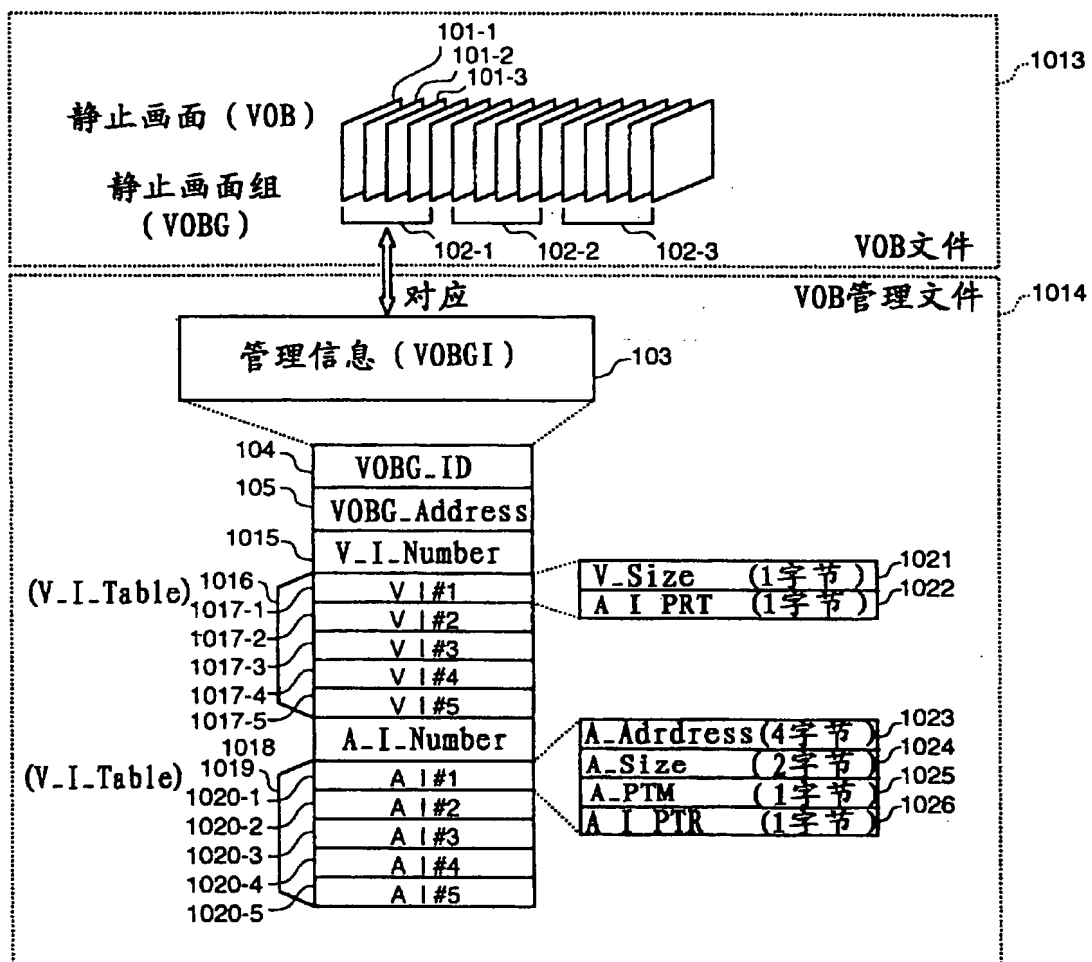 101-1
101-2
101-3
1013
静止画面（VOB）
静止画面组
（VOBG）
102-1
102-2
102-3
VOB文件
对应
VOB管理文件
1014
管理信息（VOBGI）
103
104
VOBG_ID
105
VOBG_Address
1015
V_I_Number
(V_I_Table)
1016
1017-1
V I#1
1017-2
V I#2
1017-3
V I#3
1017-4
V I#4
1017-5
V I#5
V_Size (1字节)
1021
A I PRT (1字节)
1022
1018
A_I_Number
(V_I_Table)
1019
1020-1
A I#1
1020-2
A I#2
1020-3
A I#3
1020-4
A I#4
1020-5
A I#5
A_Adrdress(4字节)
1023
A_Size (2字节)
1024
A_PTM (1字节)
1025
A I PTR (1字节)
1026